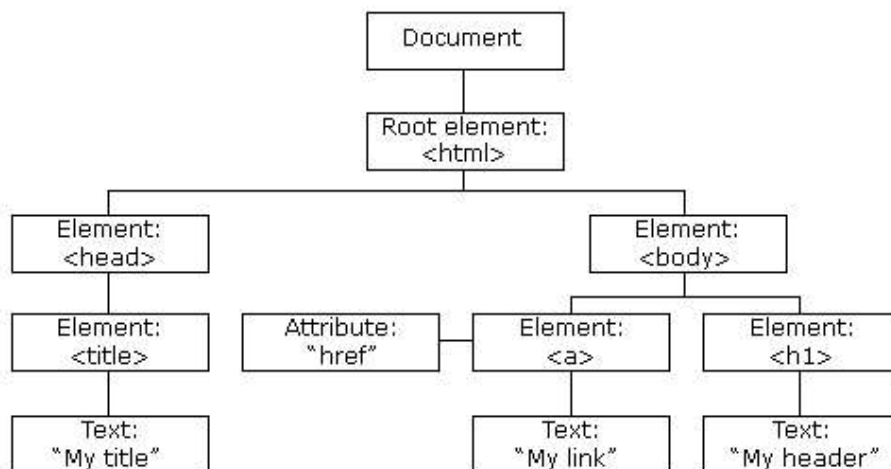 Document
Root element:
<html>
Element:
<head>
Element:
<body>
Element:
<title>
Attribute:
"href"
Element:
<a>
Element:
<h1>
Text:
"My title"
Text:
"My link"
Text:
"My header"